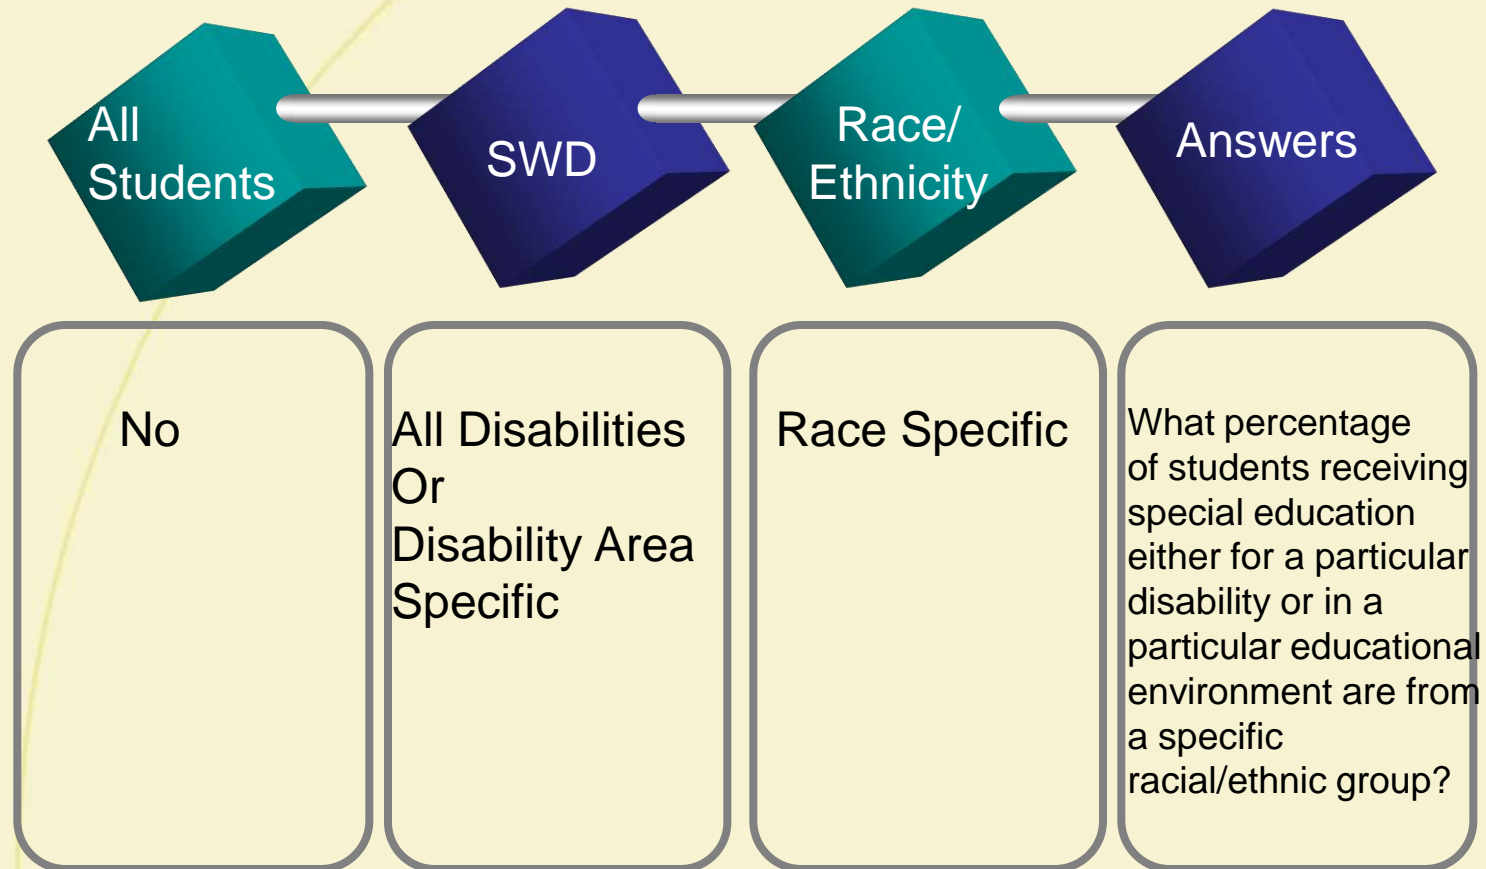 All
Students
SWD
Race/
Ethnicity
Answers
No
All Disabilities
Or
Disability Area
Specific
Race Specific
What percentage
of students receiving
special education
either for a particular
disability or in a
particular educational
environment are from
a specific
racial/ethnic group?